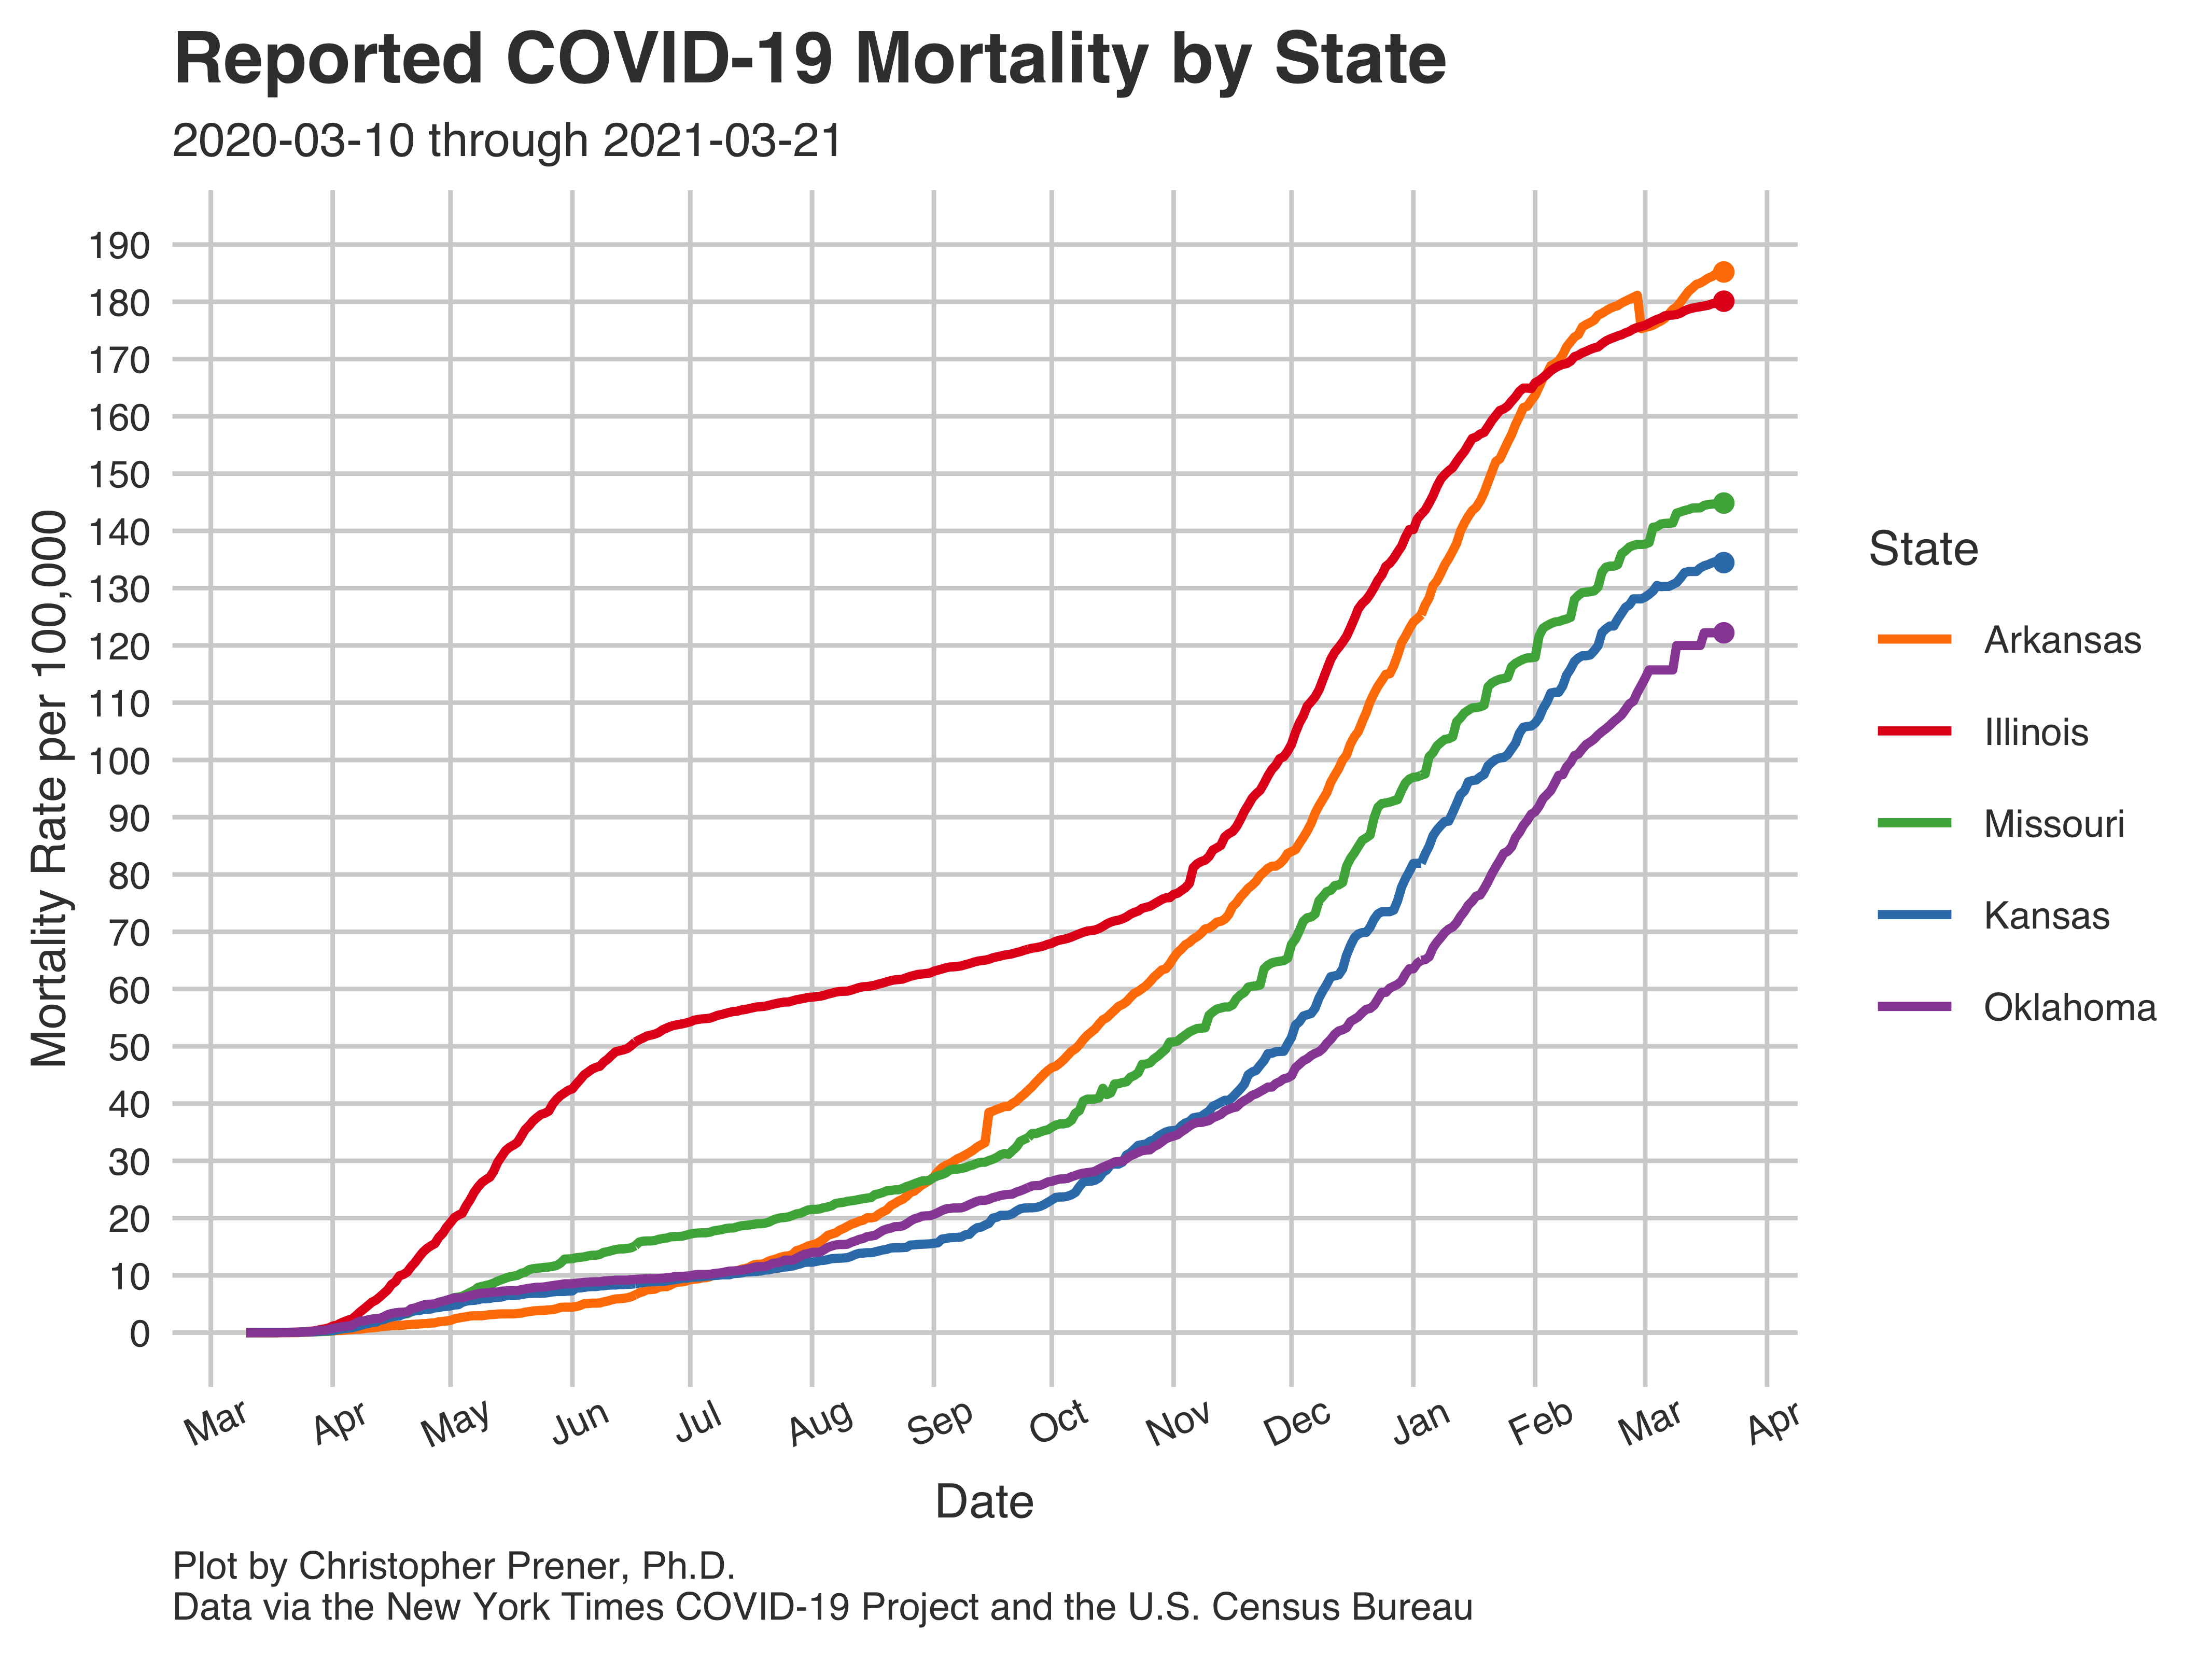 Reported COVID-19 Mortality by State
2020-03-10 through 2021-03-21
Mortality Rate per 100,000
190
180
170
160
150
140
130
120
110
100
90
80
70
60
50
40
30
20
10
0
Mar Apr May Jun Jul Aug Sep Oct Nov Dec Jan Feb Mar Apr
Date
State
Arkansas
Illinois
Missouri
Kansas
Oklahoma
Plot by Christopher Prener, Ph.D.
Data via the New York Times COVID-19 Project and the U.S. Census Bureau